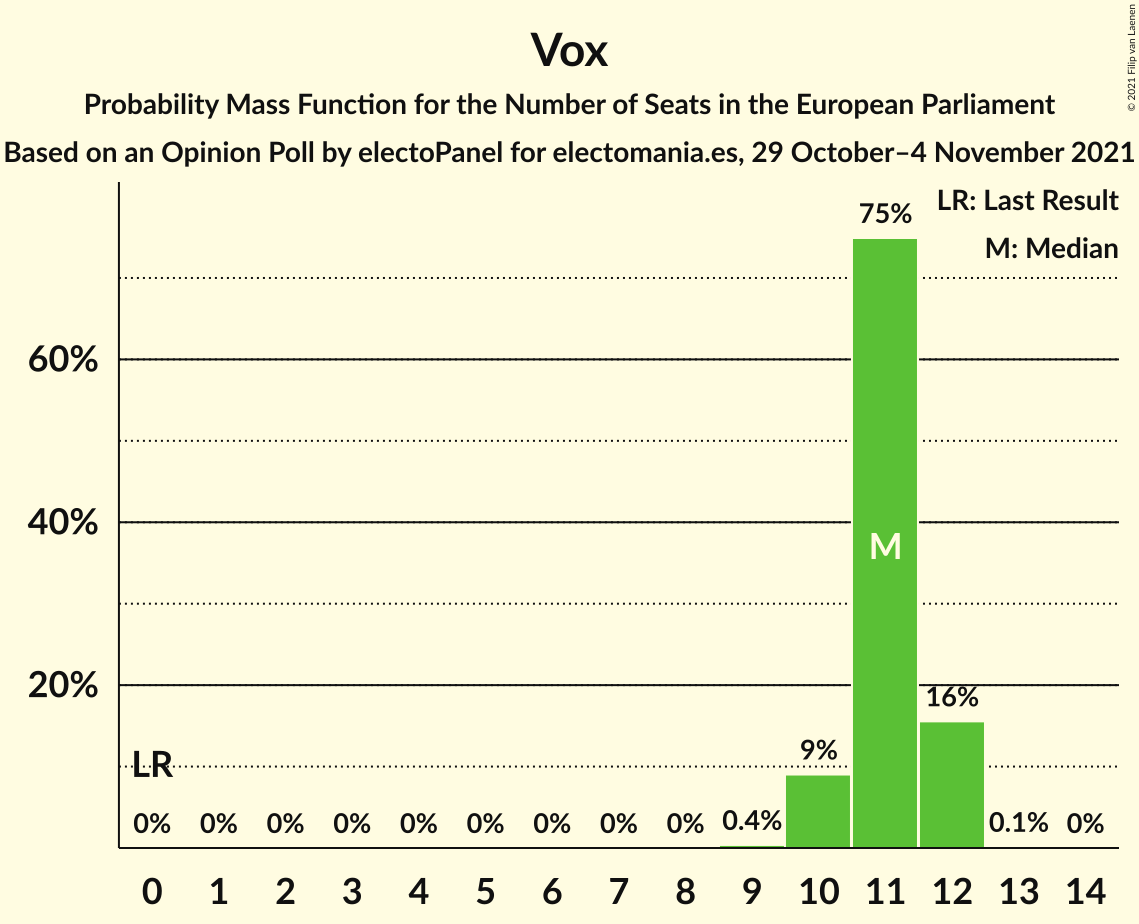 Vox
Probability Mass Function for the Number of Seats in the European Parliament
Based on an Opinion Poll by electoPanel for electomania.es, 29 October–4 November 2021
© 2021 Filip van Laenen
LR: Last Result
M: Median
75%
60%
40%
M
20%
16%
9%
LR
0% 0% 0% 0% 0% 0% 0% 0% 0% 0.4% 0.1% 0%
0 1 2 3 4 5 6 7 8 9 10 11 12 13 14